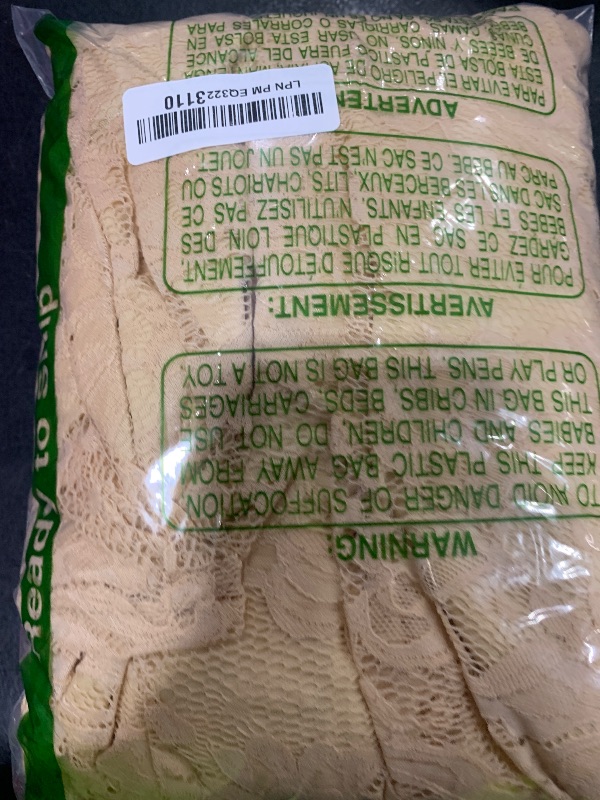 WARNING:
TO AVOID DANGER OF SUFFOCATION
KEEP THIS PLASTIC BAG AWAY FROM
BABIES AND CHILDREN. DO NOT USE
THIS BAG IN CRIBS, BEDS, CARRIAGES
OR PLAY PENS. THIS BAG IS NOT A TOY
AVERTISSEMENT:
POUR ÉVITER TOUT RISQUE D'ETOUFFEMENT
GARDEZ CE SAC EN PLASTIQUE LOIN DES
BEBES ET LES ENFANTS. N'UTILISEZ PAS CE
SAC DANS LES BERCEAUX, LITS, CHARIOTS OU
PARC AU BEBE. CE SAC N'EST PAS UN JOUET.
ADVERTEN
PARA EVITAR EL PELIGRO DE
ESTA BOLSA DE PLASTICO FUERA DEL ALCANCE
DE BEBES Y NINOS. NO USAR ESTA BOLSA EN
CUNAS, CAMAS, CARRIOLAS O CORRALES PARA
LPN PM EQ3223110
Ready to Ship